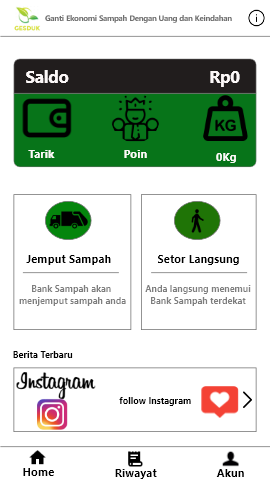 CESDUK
Ganti Ekonomi Sampah Dengan Uang dan Keindahan
Saldo Rp0
KG
Tarik Poin 0Kg
Jemput Sampah
Bank Sampah akan
menjemput sampah anda
Setor Langsung
Anda langsung menemui
Bank Sampah terdekat
Berita Terbaru
Instagram
follow Instagram
Home Riwayat Akun